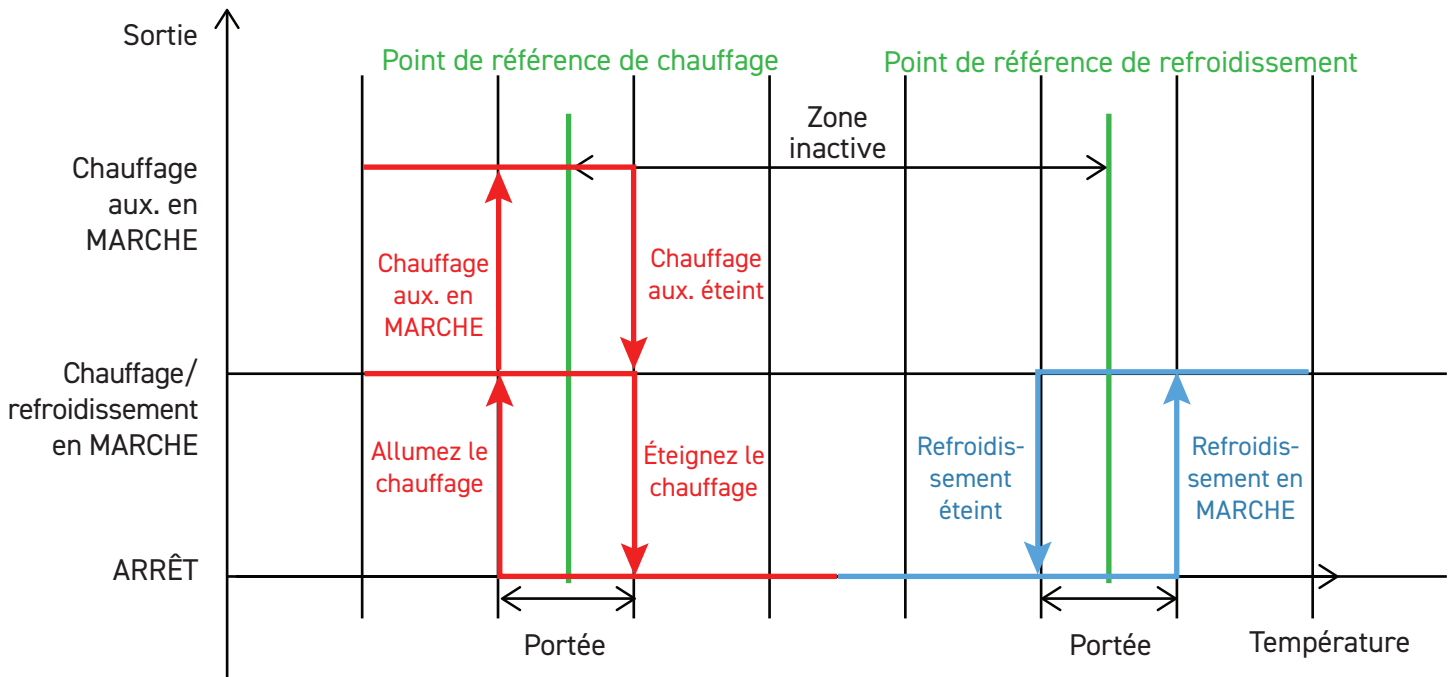 Sortie
Point de référence de chauffage
Point de référence de refroidissement
Zone
inactive
Chauffage
aux. en
MARCHE
Chauffage
aux. en
MARCHE
Chauffage
aux. éteint
Chauffage/
refroidissement
en MARCHE
Allumez le
chauffage
Éteignez le
chauffage
Refroidis-
sement
éteint
Refroidis-
sement en
MARCHE
ARRÊT
Portée
Portée
Température